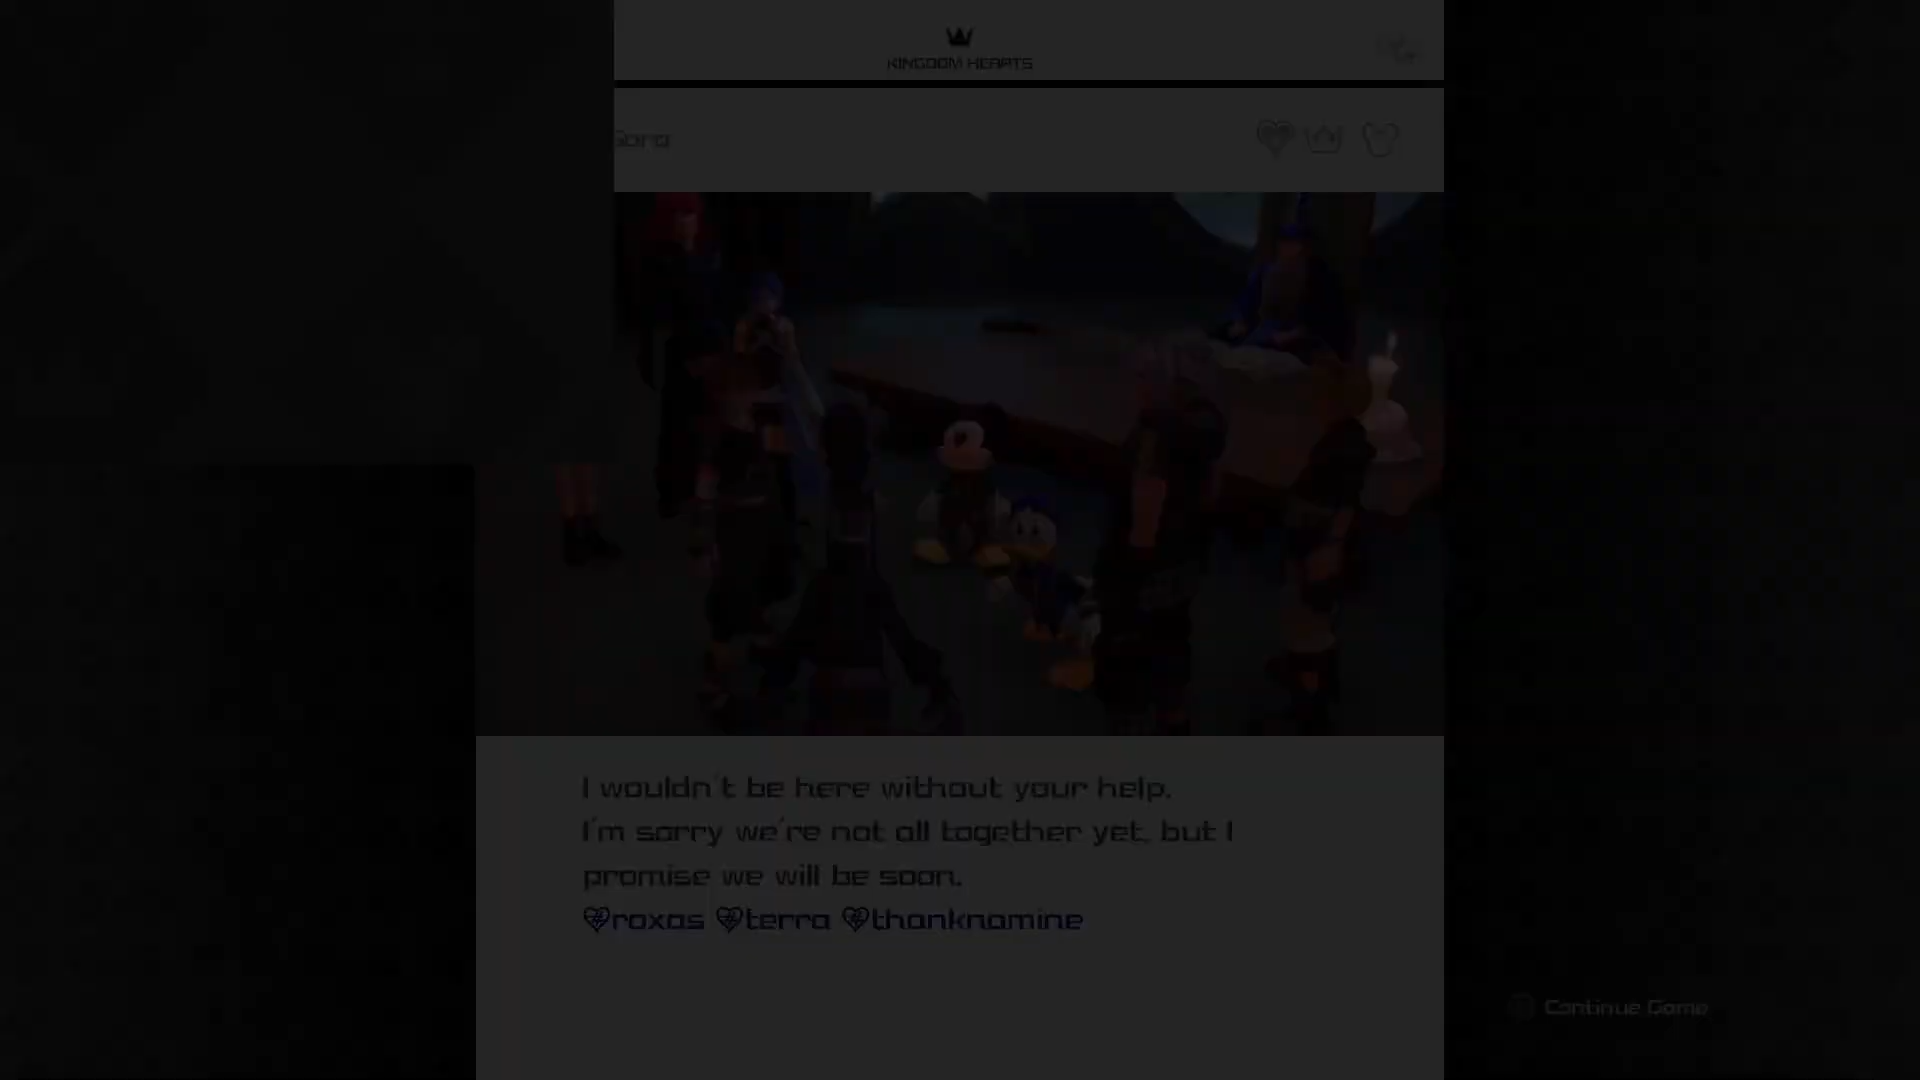 KINGDOM HEARTS
Sora
I wouldn't be here without your help.
I'm sorry we're not all together yet, but I
promise we will be soon.
#roxas #terra #thanknamine
Continue Game